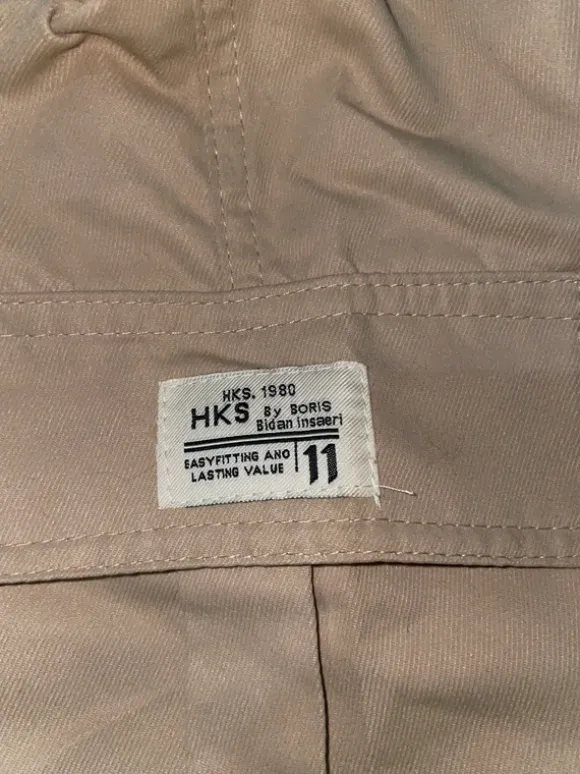 HKS. 1980
HKS By BORIS
Bidan insaeri
EASYFITTING AND
LASTING VALUE
11